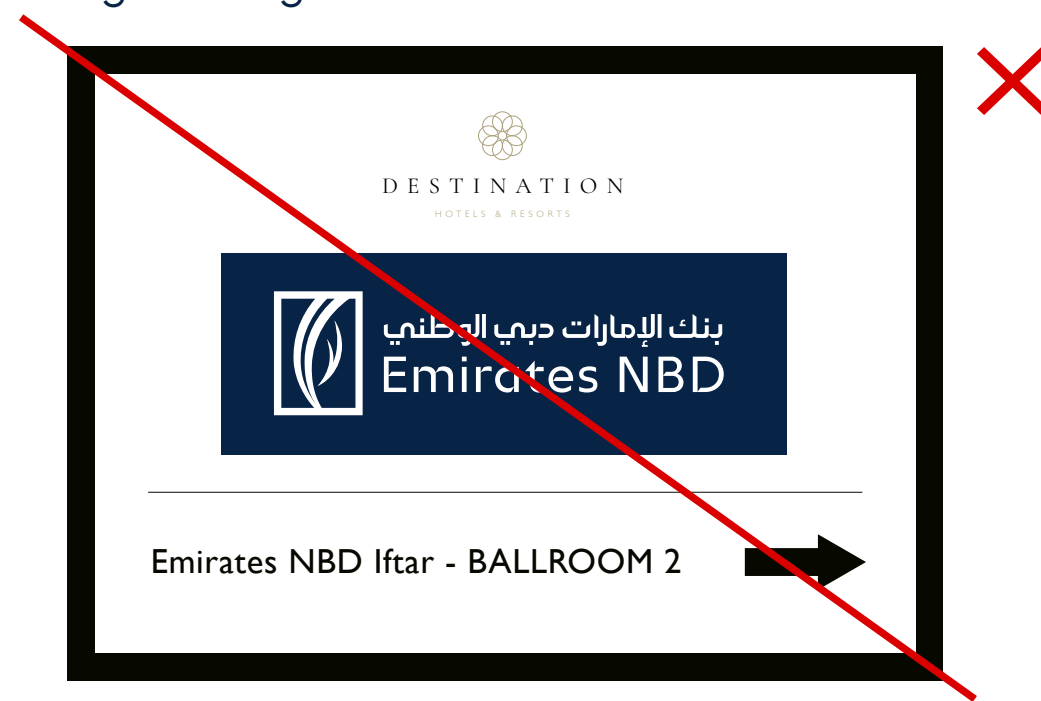 DESTINATION
HOTELS & RESORTS
بنك الإمارات دبي الوطني
Emirates NBD
Emirates NBD Iftar - BALLROOM 2